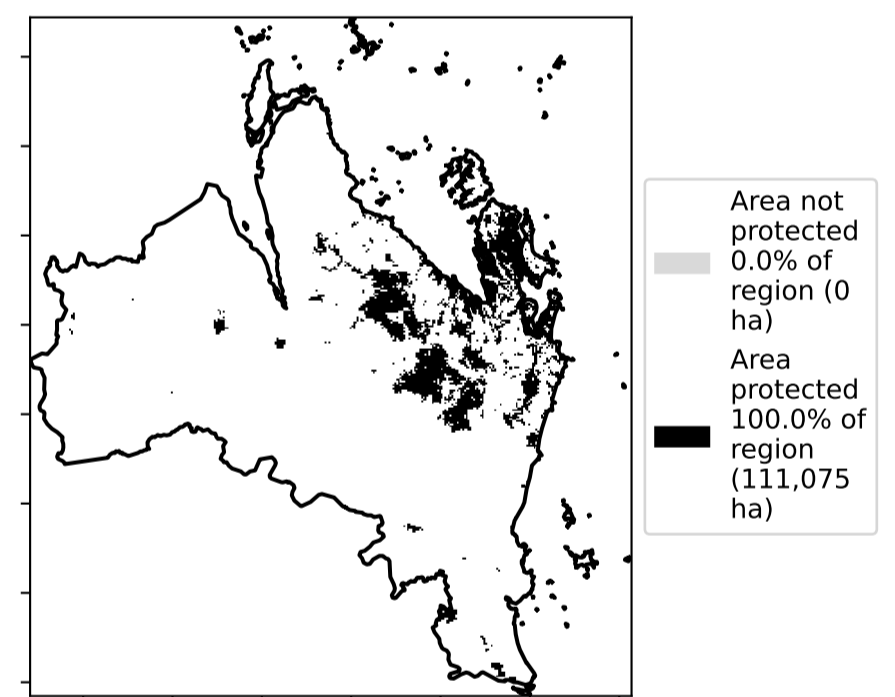 Area not
protected
0.0% of
region (0
ha)
Area
protected
100.0% of
region
(111,075
ha)